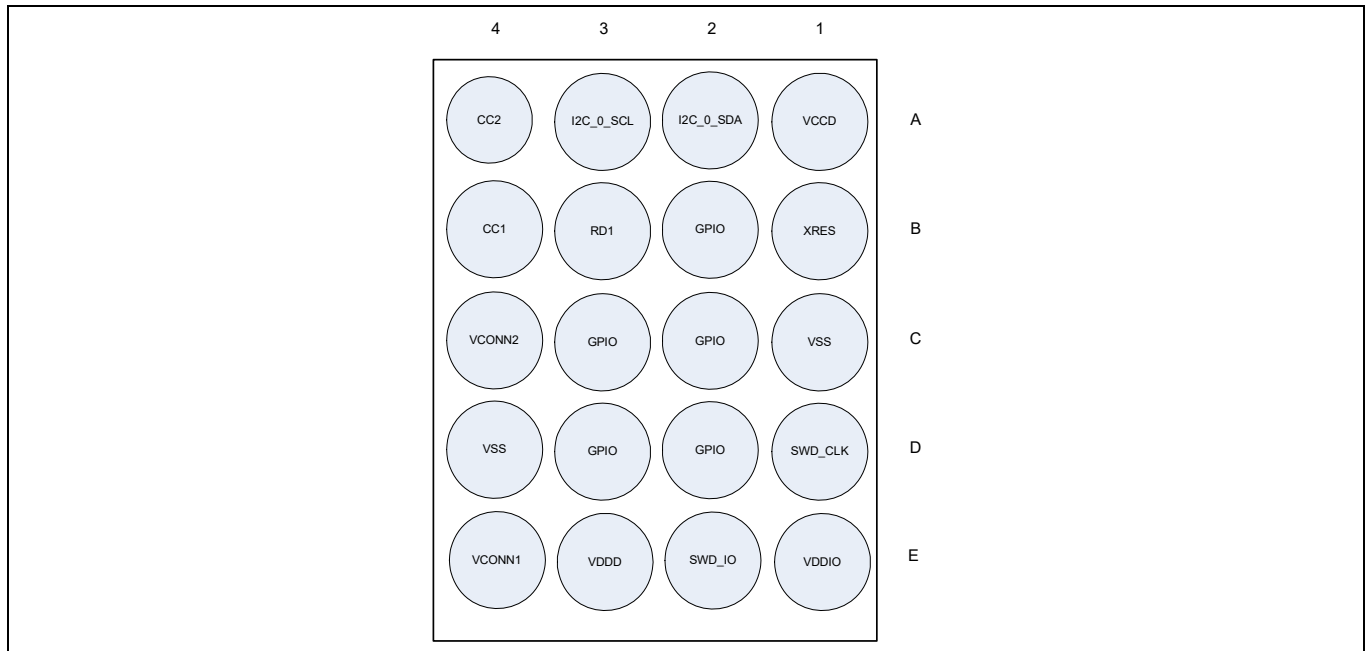 4 3 2 1
CC2 I2C_0_SCL I2C_0_SDA VCCD A
CC1 RD1 GPIO XRES B
VCONN2 GPIO GPIO VSS C
VSS GPIO GPIO SWD_CLK D
VCONN1 VDDD SWD_IO VDDIO E